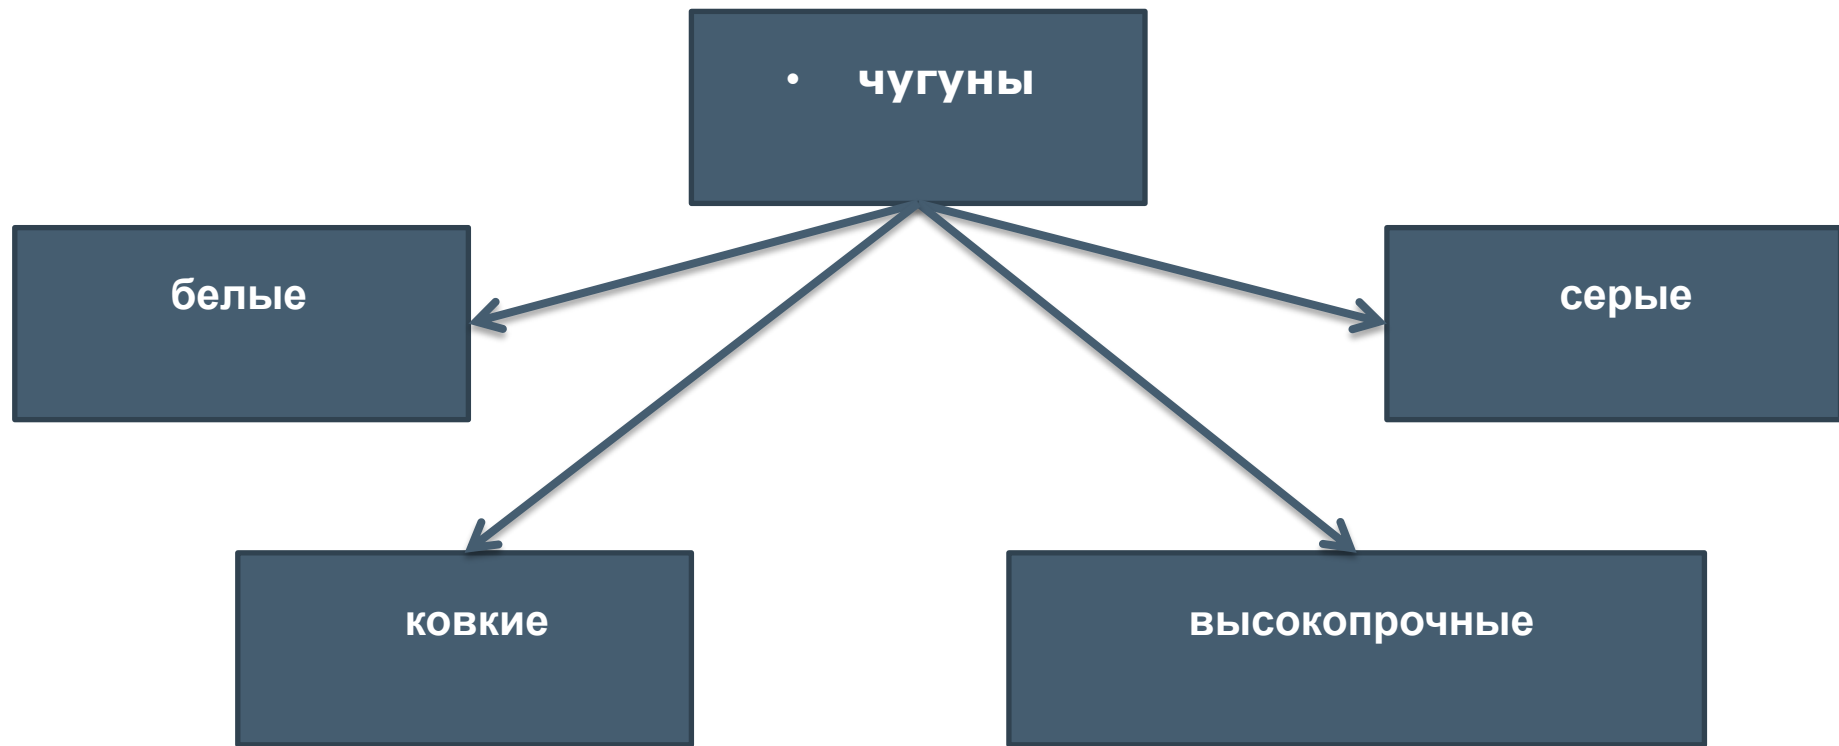 • чугуны
белые
серые
ковкие
высокопрочные